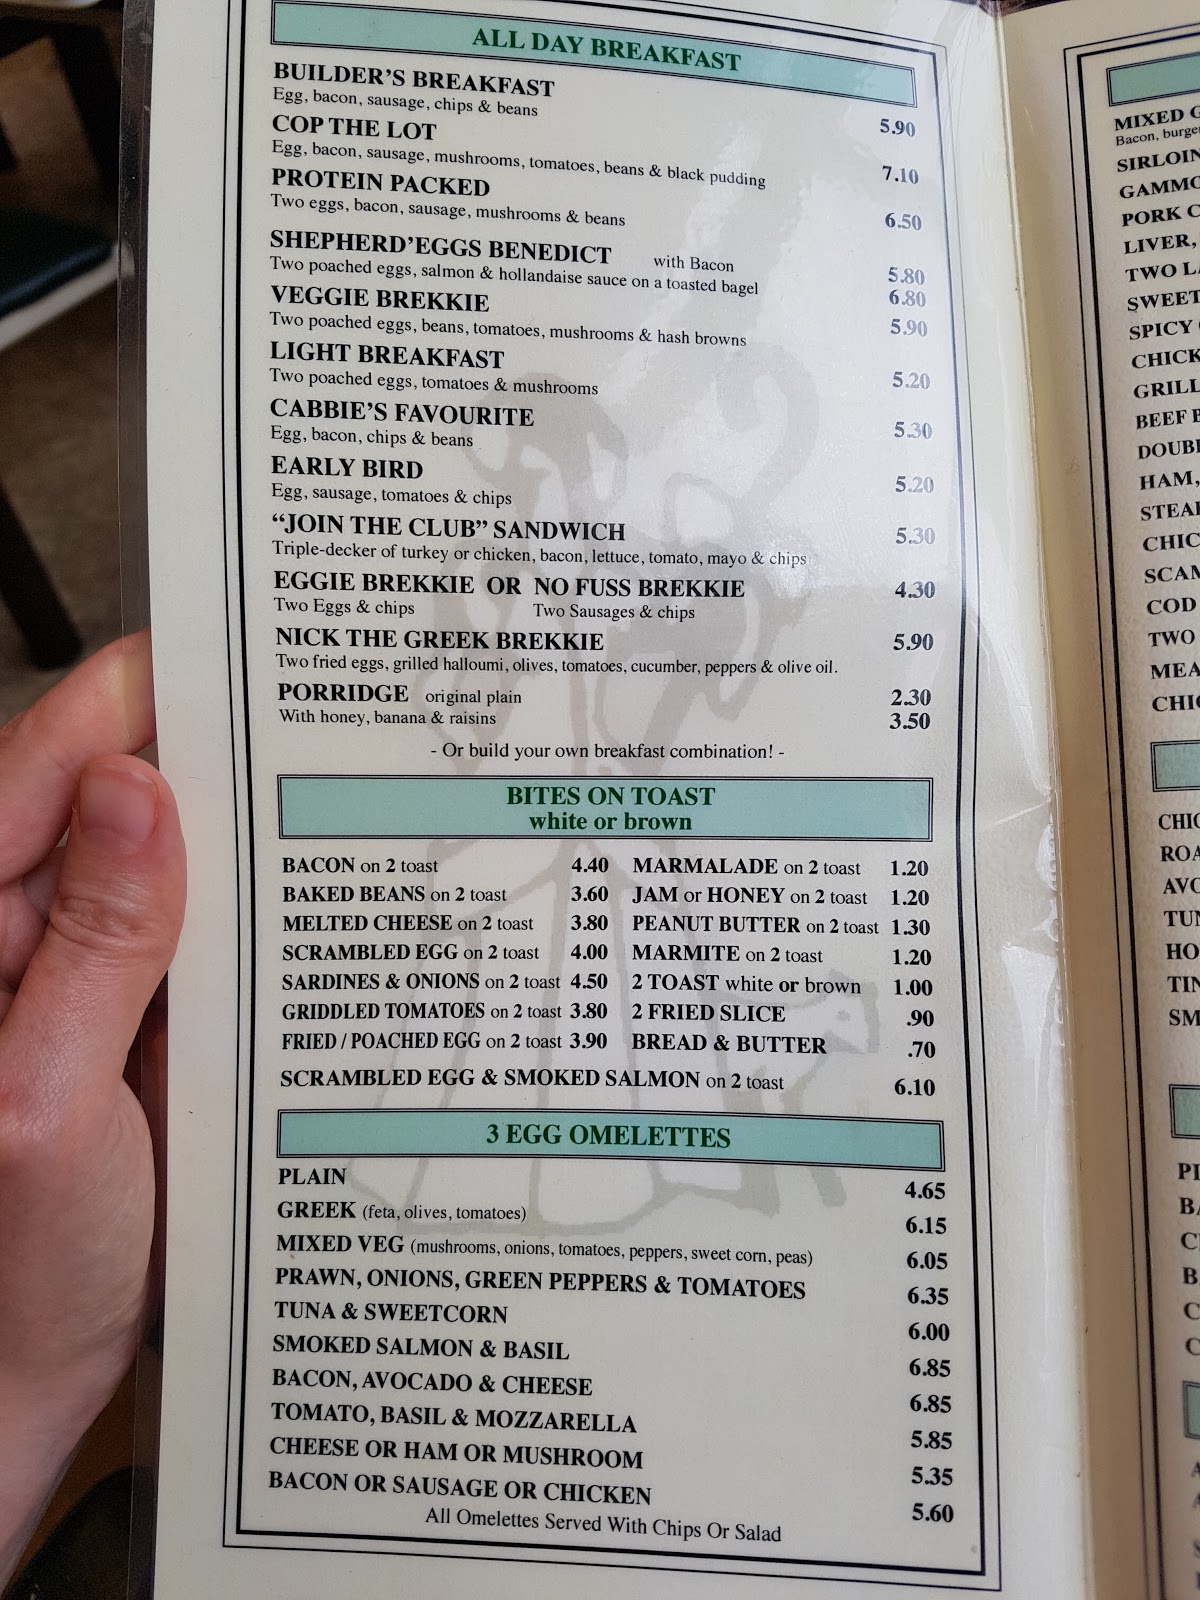 ALL DAY BREAKFAST
BUILDER'S BREAKFAST 5.90
Egg, bacon, sausage, chips & beans
COP THE LOT 7.10
Egg, bacon, sausage, mushrooms, tomatoes, beans & black pudding
PROTEIN PACKED 6.50
Two eggs, bacon, sausage, mushrooms & beans
SHEPHERD'EGGS BENEDICT with Bacon 5.80
Two poached eggs, salmon & hollandaise sauce on a toasted bagel 6.80
VEGGIE BREKKIE 5.90
Two poached eggs, beans, tomatoes, mushrooms & hash browns
LIGHT BREAKFAST 5.20
Two poached eggs, tomatoes & mushrooms
CABBIE'S FAVOURITE 5.30
Egg, bacon, chips & beans
EARLY BIRD 5.20
Egg, sausage, tomatoes & chips
"JOIN THE CLUB" SANDWICH 5.30
Triple-decker of turkey or chicken, bacon, lettuce, tomato, mayo & chips
EGGIE BREKKIE OR NO FUSS BREKKIE 4.30
Two Eggs & chips Two Sausages & chips
NICK THE GREEK BREKKIE 5.90
Two fried eggs, grilled halloumi, olives, tomatoes, cucumber, peppers & olive oil.
PORRIDGE original plain 2.30
With honey, banana & raisins 3.50
- Or build your own breakfast combination! -
BITES ON TOAST
white or brown
BACON on 2 toast 4.40
BAKED BEANS on 2 toast 3.60
MELTED CHEESE on 2 toast 3.80
SCRAMBLED EGG on 2 toast 4.00
SARDINES & ONIONS on 2 toast 4.50
GRIDDLED TOMATOES on 2 toast 3.80
FRIED / POACHED EGG on 2 toast 3.90
MARMALADE on 2 toast 1.20
JAM or HONEY on 2 toast 1.20
PEANUT BUTTER on 2 toast 1.30
MARMITE on 2 toast 1.20
2 TOAST white or brown 1.00
2 FRIED SLICE .90
BREAD & BUTTER .70
SCRAMBLED EGG & SMOKED SALMON on 2 toast 6.10
3 EGG OMELETTES
PLAIN 4.65
GREEK (feta, olives, tomatoes) 6.15
MIXED VEG (mushrooms, onions, tomatoes, peppers, sweet corn, peas) 6.05
PRAWN, ONIONS, GREEN PEPPERS & TOMATOES 6.35
TUNA & SWEETCORN 6.00
SMOKED SALMON & BASIL 6.85
BACON, AVOCADO & CHEESE 6.85
TOMATO, BASIL & MOZZARELLA 5.85
CHEESE OR HAM OR MUSHROOM 5.35
BACON OR SAUSAGE OR CHICKEN 5.60
All Omelettes Served With Chips Or Salad
MIXED
Bacon,
LIVER,
TWO
SPICY
HAM,
COD
TWO